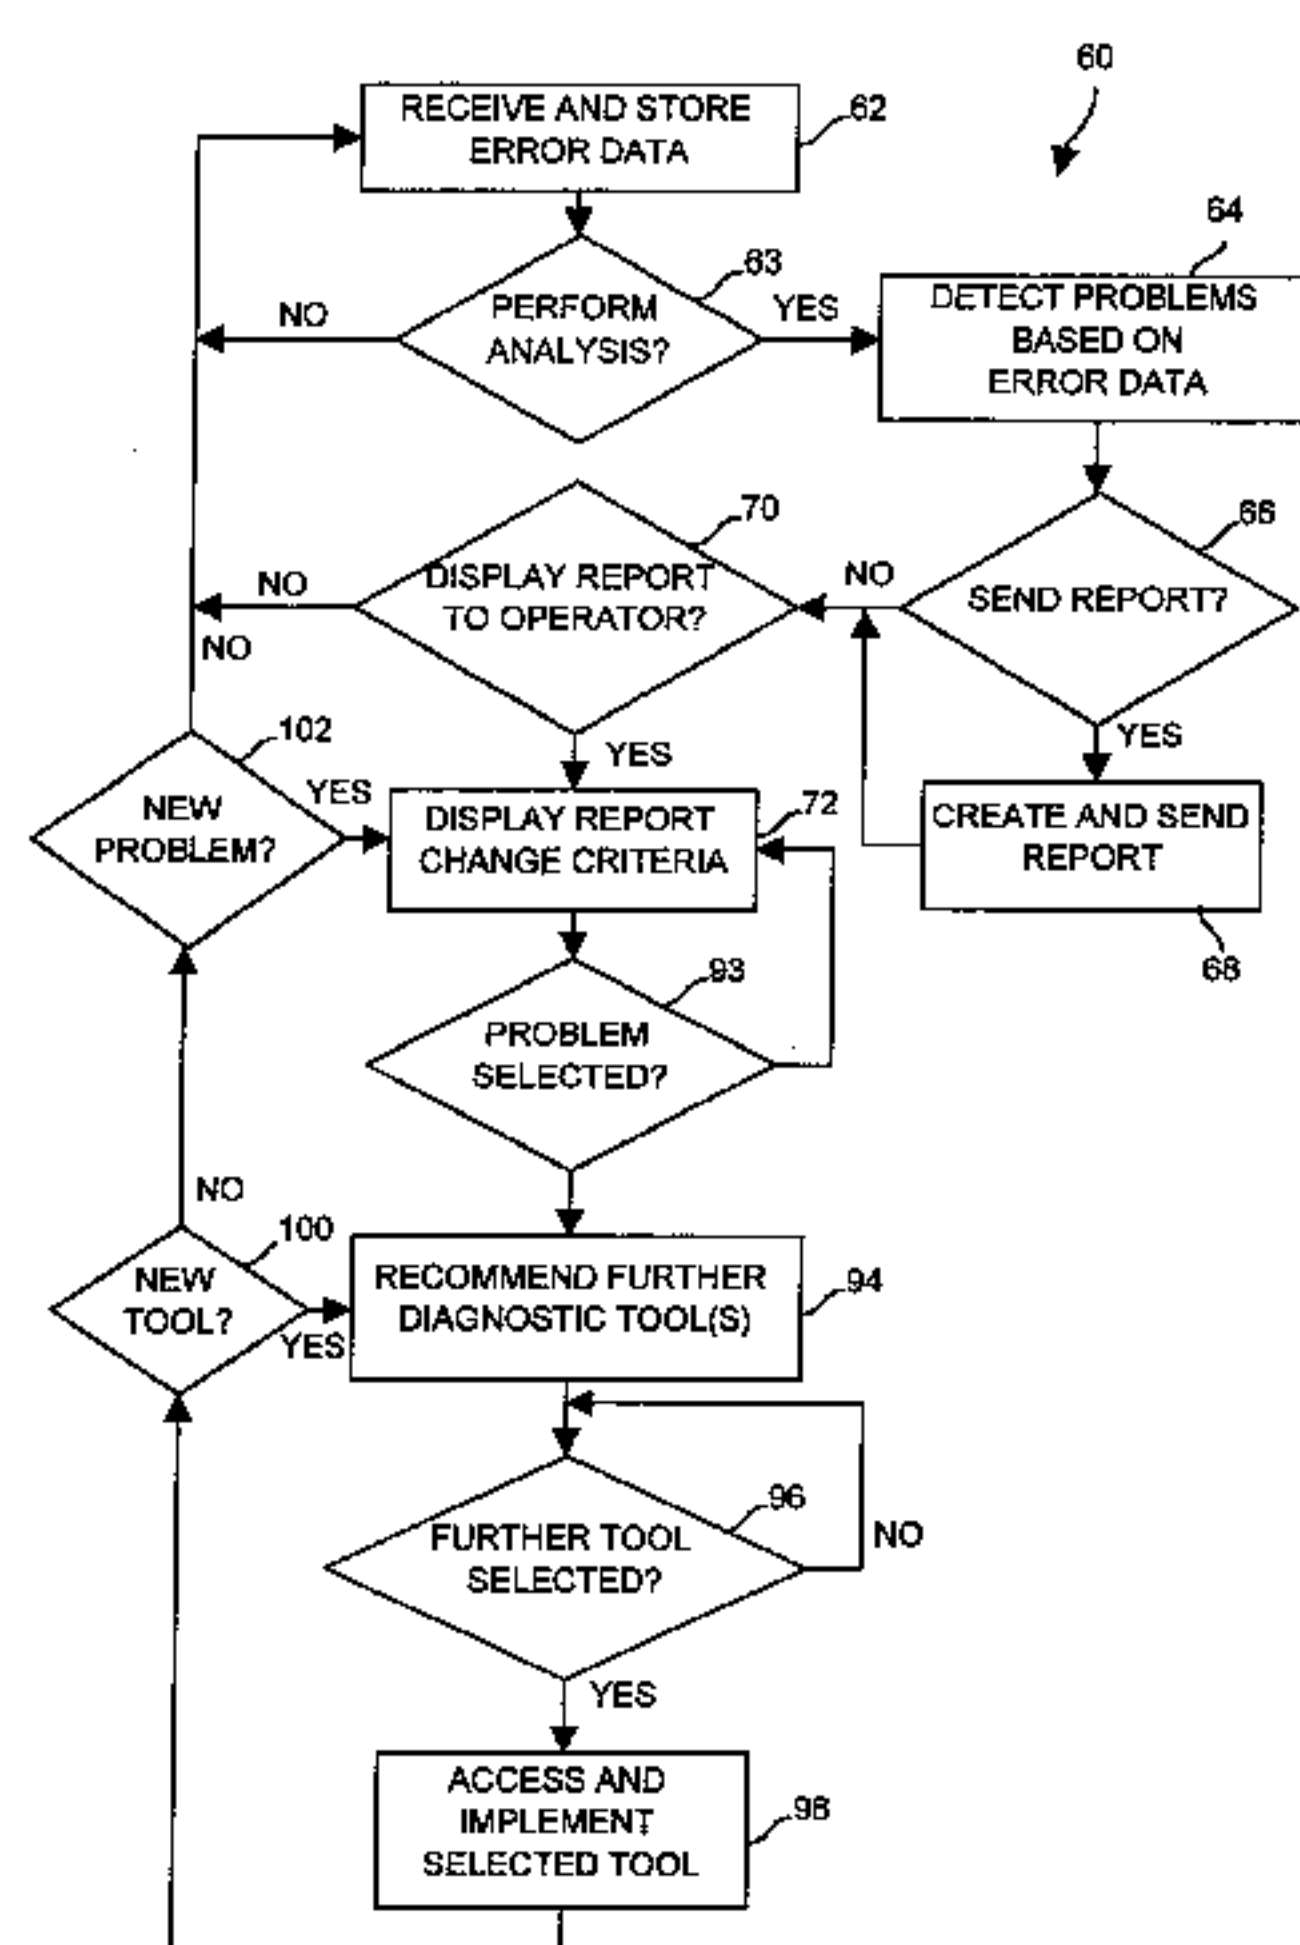 60
RECEIVE AND STORE
ERROR DATA
62
64
63
PERFORM
ANALYSIS?
NO
YES
DETECT PROBLEMS
BASED ON
ERROR DATA
70
66
DISPLAY REPORT
TO OPERATOR?
NO
NO
SEND REPORT?
NO
YES
YES
102
NEW
PROBLEM?
YES
DISPLAY REPORT
CHANGE CRITERIA
72
CREATE AND SEND
REPORT
68
93
PROBLEM
SELECTED?
NO
100
NEW
TOOL?
YES
RECOMMEND FURTHER
DIAGNOSTIC TOOL(S)
94
96
FURTHER TOOL
SELECTED?
NO
YES
ACCESS AND
IMPLEMENT
SELECTED TOOL
98